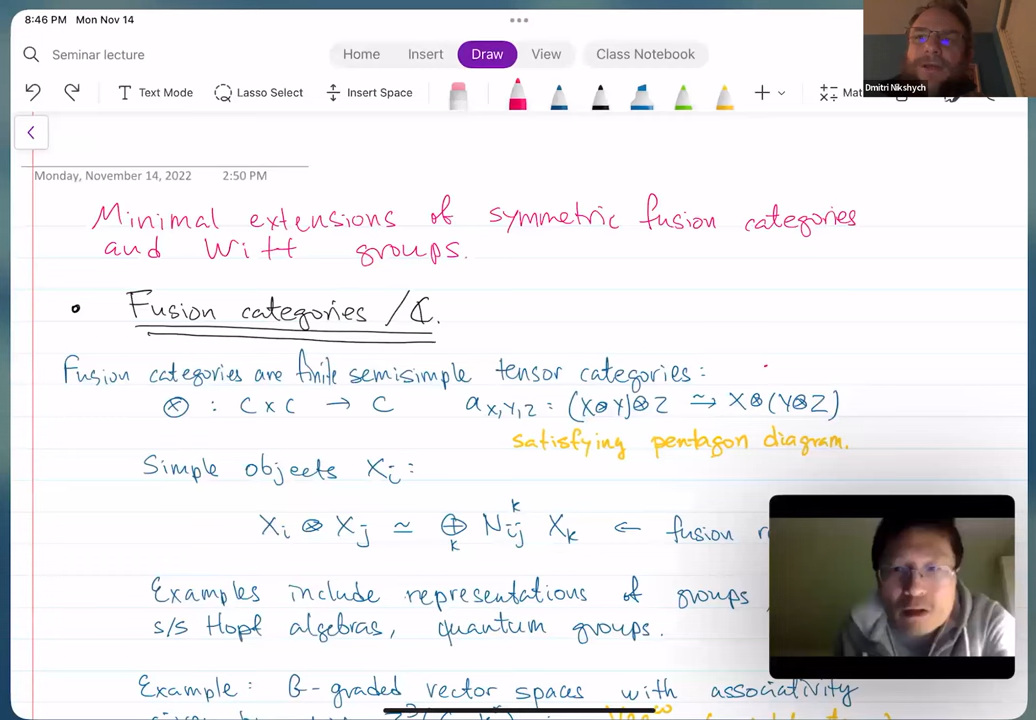 8:46 PM Mon Nov 14
Seminar lecture
Home Insert Draw View Class Notebook
Text Mode Lasso Select Insert Space
Dmitri Nikshych
Monday, November 14, 2022 2:50 PM
Minimal extensions of symmetric fusion categories
and Witt groups.
• Fusion categories /ℂ.
Fusion categories are finite semisimple tensor categories:
⊗ : C × C → C a_{X,Y,Z} : (X⊗Y)⊗Z ≃→ X⊗(Y⊗Z)
satisfying pentagon diagram.
Simple objects X_i:
X_i ⊗ X_j ≃ ⊕_k N_{ij}^k X_k ← fusion
Examples include representations of groups
s/s Hopf algebras, quantum groups.
Example: G-graded vector spaces with associativity